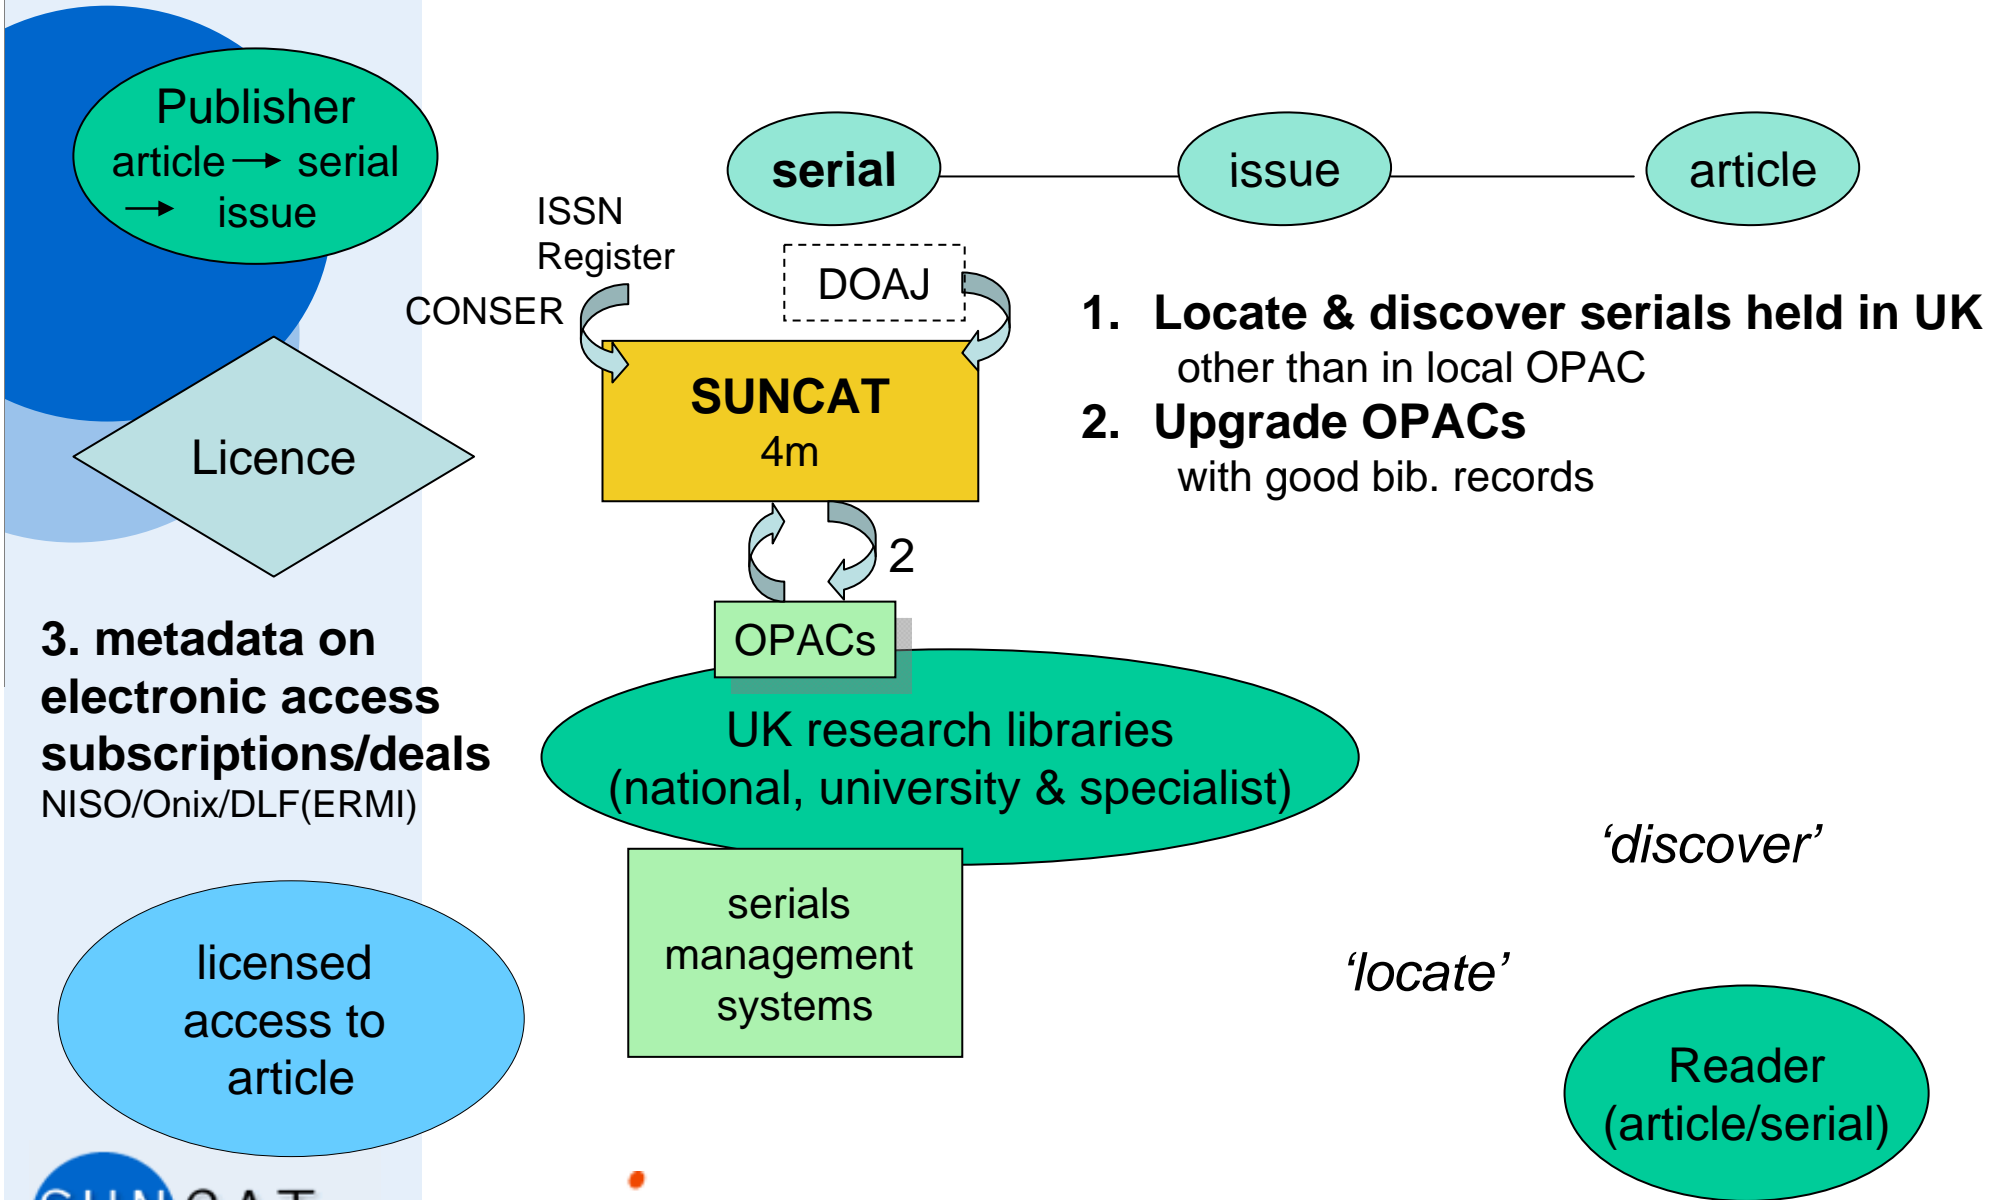 Publisher
article → serial
→ issue
serial
issue
article
ISSN
Register
CONSER
DOAJ
SUNCAT
4m
1. Locate & discover serials held in UK
other than in local OPAC
2. Upgrade OPACs
with good bib. records
Licence
2
OPACs
UK research libraries
(national, university & specialist)
3. metadata on
electronic access
subscriptions/deals
NISO/Onix/DLF(ERMI)
serials
management
systems
‘discover’
‘locate’
licensed
access to
article
Reader
(article/serial)
SUNCAT